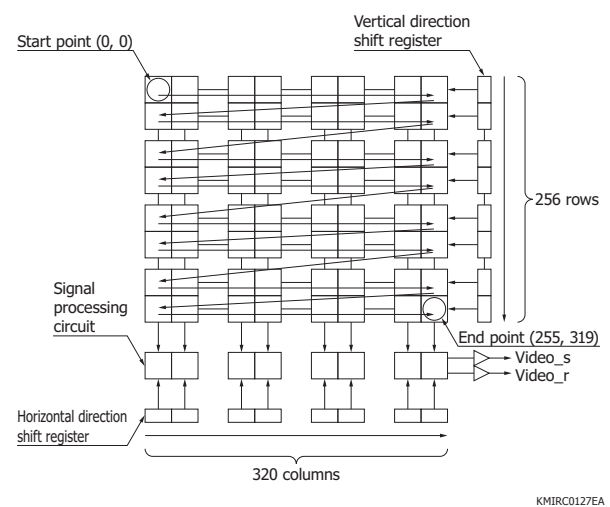 Start point (0, 0)
Vertical direction
shift register
256 rows
Signal
processing
circuit
End point (255, 319)
Video_s
Video_r
Horizontal direction
shift register
320 columns
KMIRC0127EA